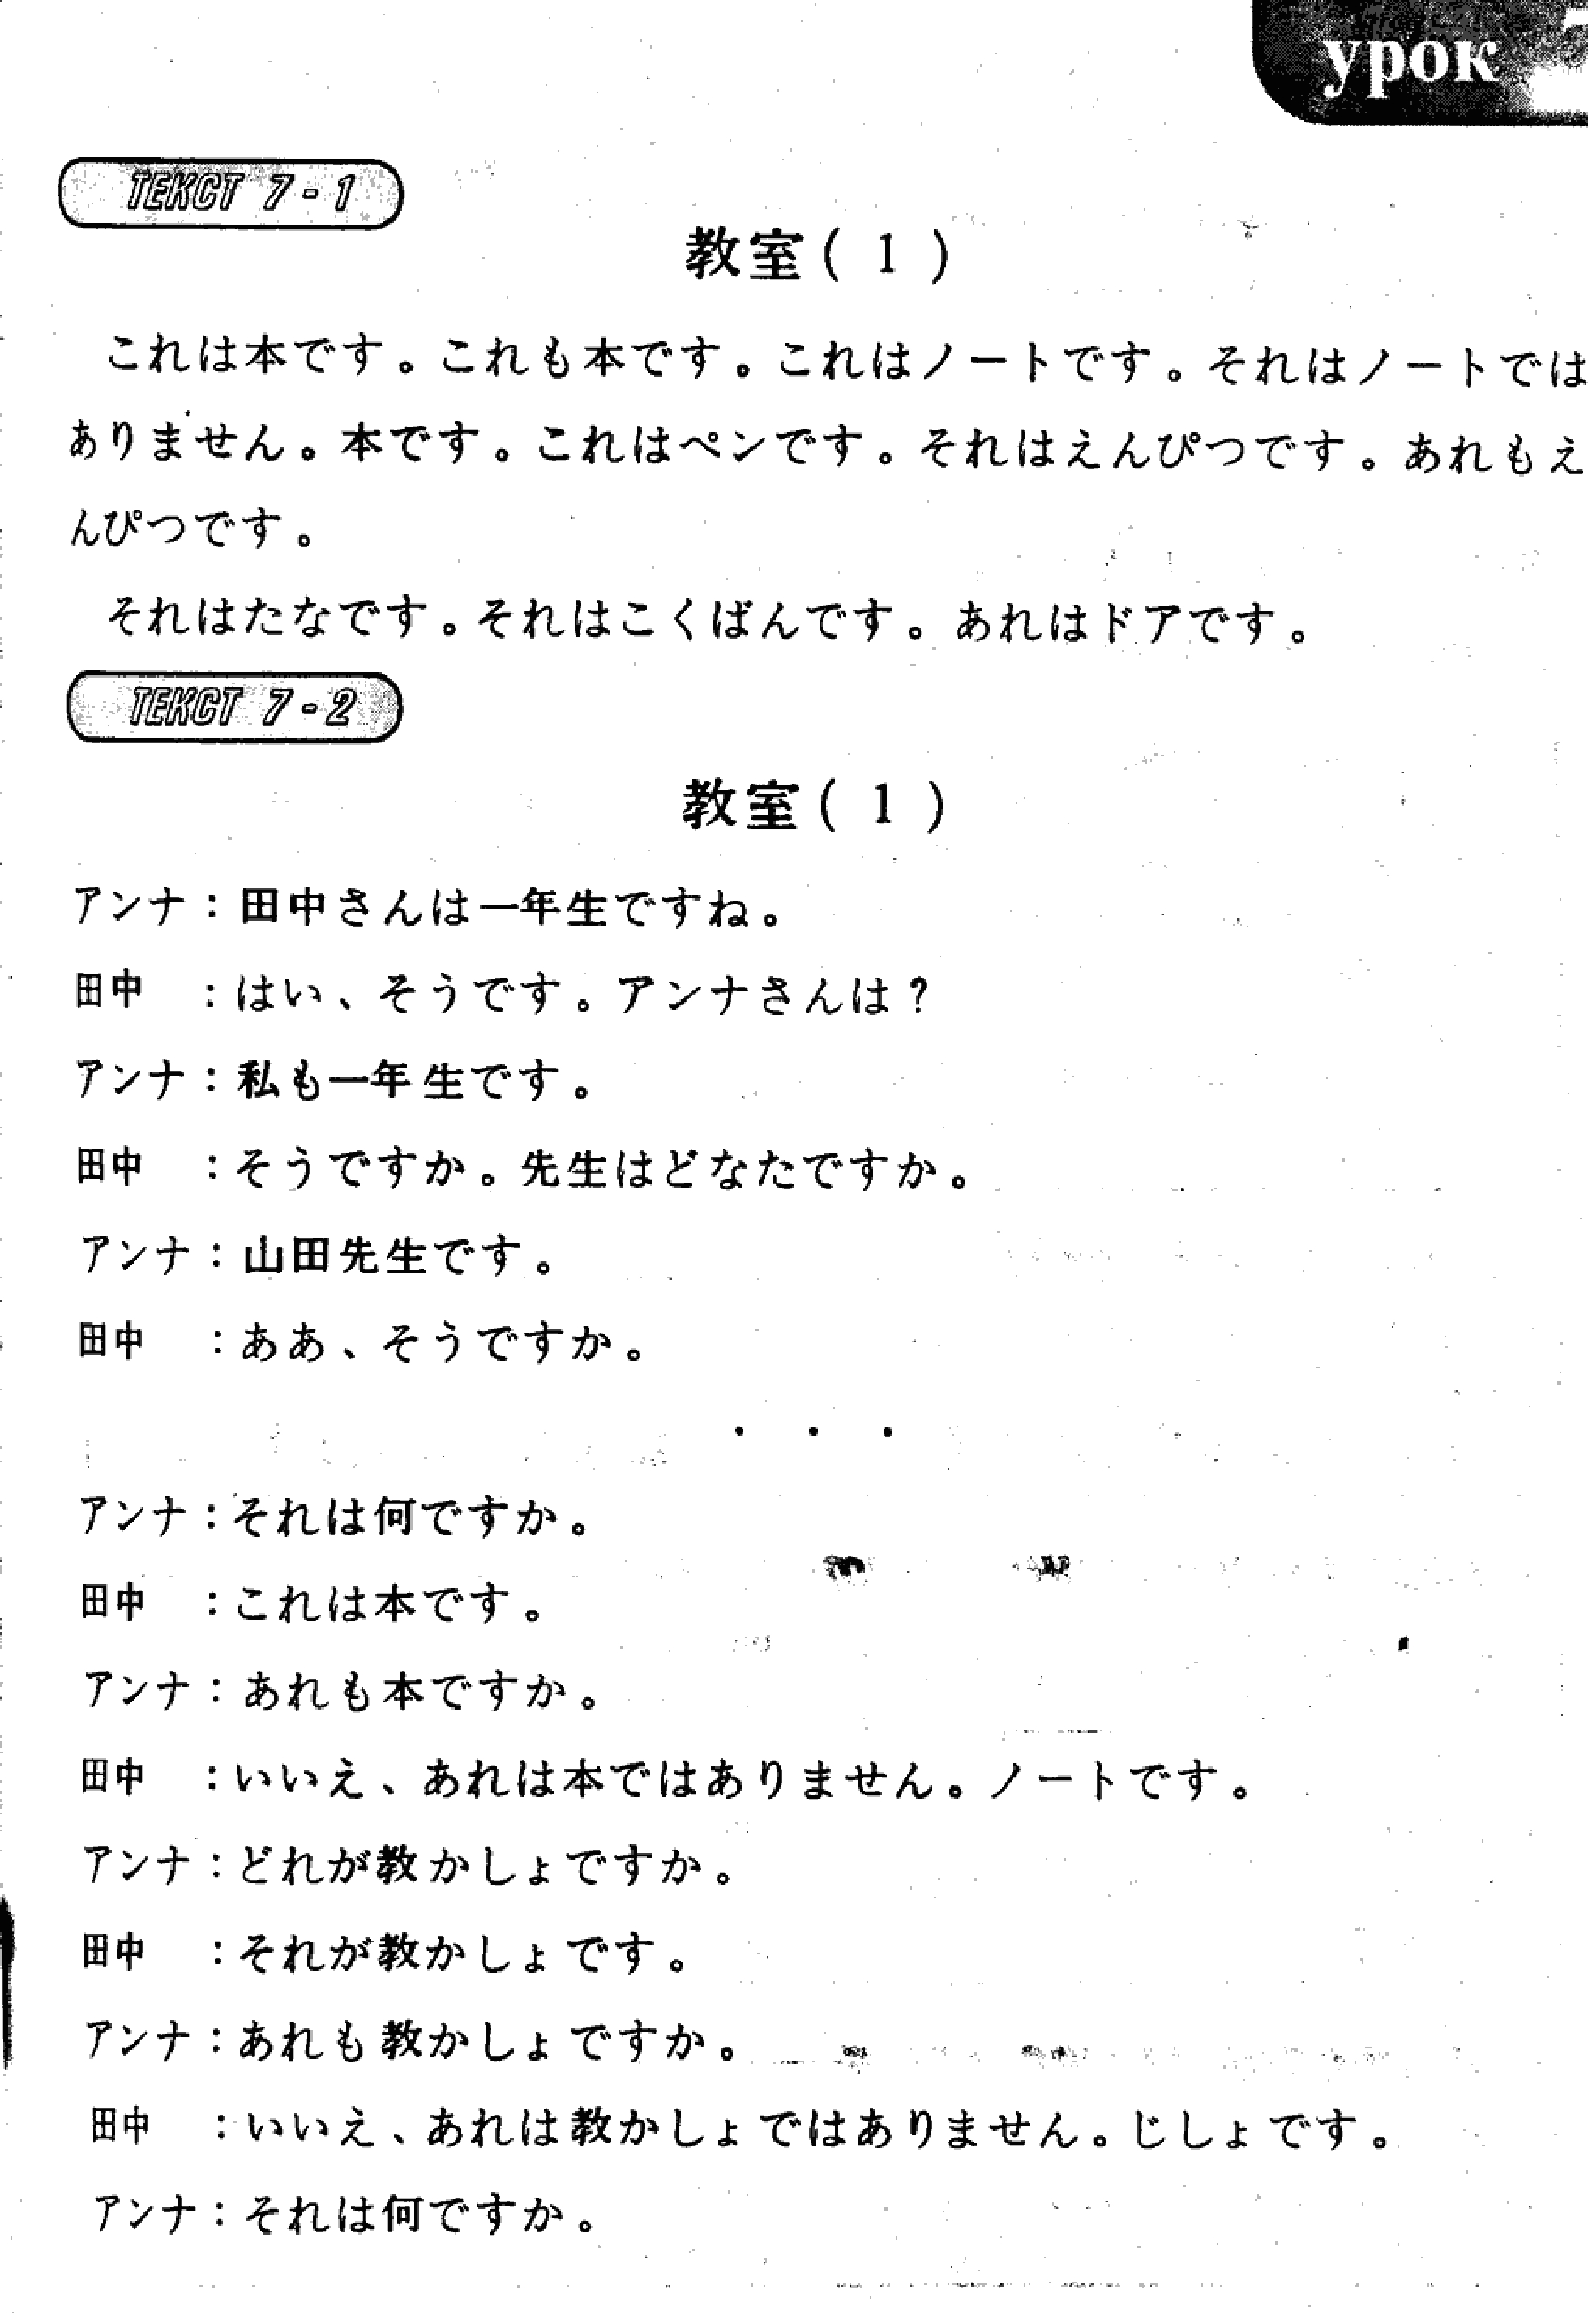 урок 7
ТЕКСТ 7 - 1
教室( 1 )
これは本です。これも本です。これはノートです。それはノートでは
ありません。本です。これはペンです。それはえんぴつです。あれもえ
んぴつです。
それはたなです。それはこくばんです。あれはドアです。
ТЕКСТ 7 - 2
教室( 1 )
アンナ：田中さんは一年生ですね。
田中　：はい、そうです。アンナさんは？
アンナ：私も一年生です。
田中　：そうですか。先生はどなたですか。
アンナ：山田先生です。
田中　：ああ、そうですか。
・　・　・
アンナ：それは何ですか。
田中　：これは本です。
アンナ：あれも本ですか。
田中　：いいえ、あれは本ではありません。ノートです。
アンナ：どれが教かしょですか。
田中　：それが教かしょです。
アンナ：あれも教かしょですか。
田中　：いいえ、あれは教かしょではありません。じしょです。
アンナ：それは何ですか。